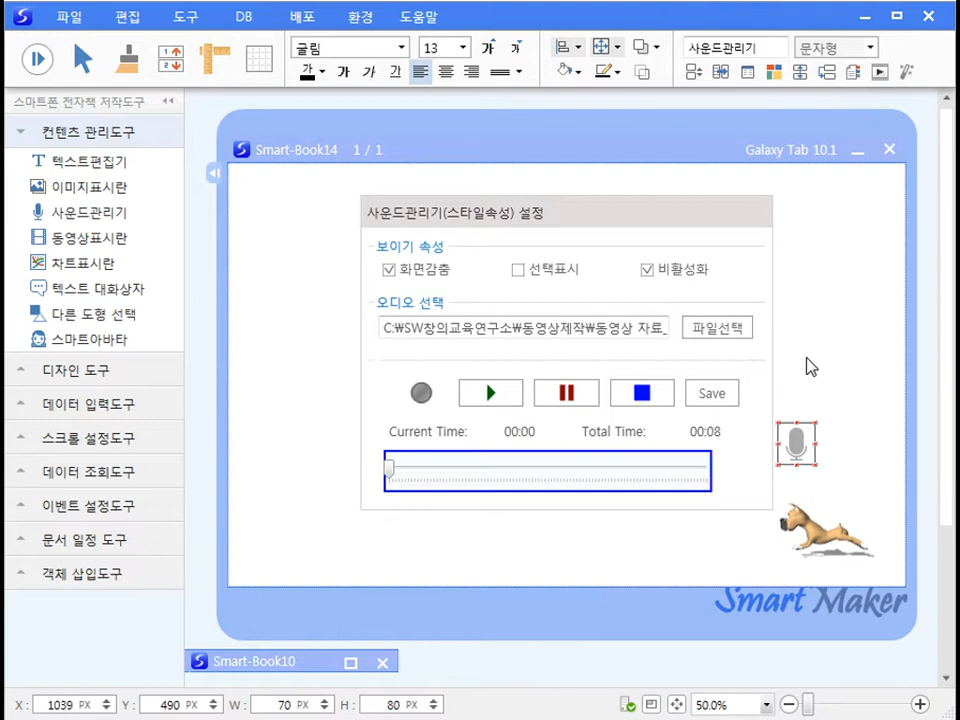 파일 편집 도구 DB 배포 환경 도움말
굴림 13 가 가 사운드관리기 문자형
가 가 가 가
스마트폰 전자책 저작도구
컨텐츠 관리도구
텍스트편집기
이미지표시란
사운드관리기
동영상표시란
차트표시란
텍스트 대화상자
다른 도형 선택
스마트아바타
디자인 도구
데이터 입력도구
스크롤 설정도구
데이터 조회도구
이벤트 설정도구
문서 일정 도구
객체 삽입도구
Smart-Book14 1 / 1 Galaxy Tab 10.1
사운드관리기(스타일속성) 설정
보이기 속성
화면감춤 선택표시 비활성화
오디오 선택
C:₩SW창의교육연구소₩동영상제작₩동영상 자료_ 파일선택
Save
Current Time: 00:00 Total Time: 00:08
Smart Maker
Smart-Book10
X : 1039 PX Y : 490 PX W : 70 PX H : 80 PX 50.0%